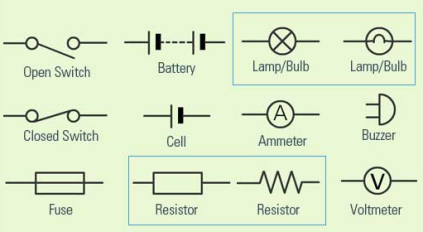 Open Switch
Battery
Lamp/Bulb
Lamp/Bulb
Closed Switch
Cell
A
Ammeter
Buzzer
Fuse
Resistor
Resistor
V
Voltmeter